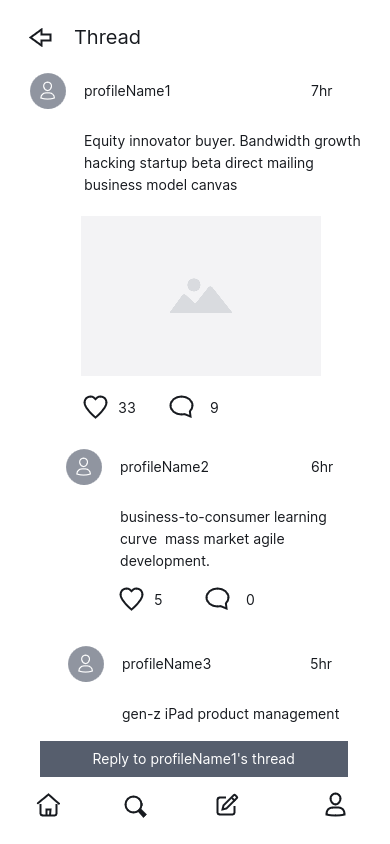 Thread
profileName1 7hr
Equity innovator buyer. Bandwidth growth
hacking startup beta direct mailing
business model canvas
33 9
profileName2 6hr
business-to-consumer learning
curve  mass market agile
development.
5 0
profileName3 5hr
gen-z iPad product management
Reply to profileName1's thread